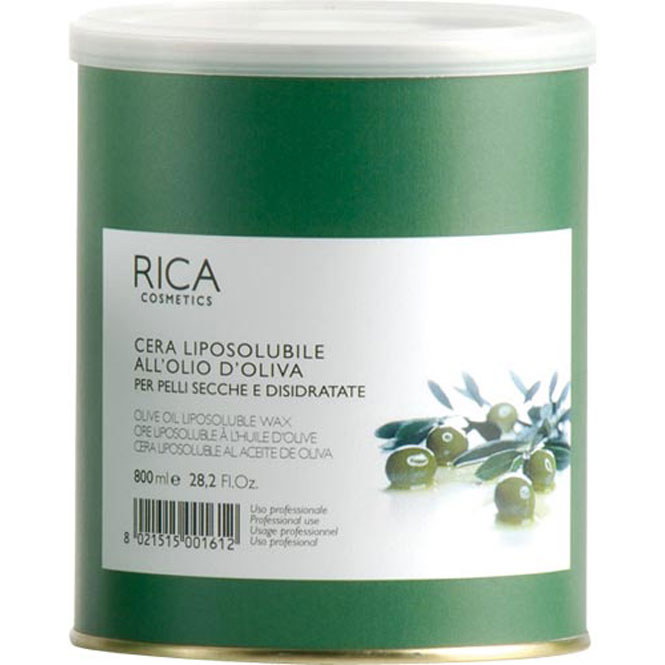 RICA
COSMETICS
CERA LIPOSOLUBILE
ALL'OLIO D'OLIVA
PER PELLI SECCHE E DISIDRATATE
OLIVE OIL LIPOSOLUBLE WAX
CIRE LIPOSOLUBLE À L'HUILE D'OLIVE
CERA LIPOSOLUBLE AL ACEITE DE OLIVA
800 ml e 28,2 Fl.Oz.
Uso professionale
Professional use
Usage professionnel
Uso profesional
8 021515 001612